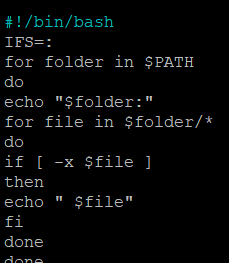 #!/bin/bash
IFS=:
for folder in $PATH
do
echo "$folder:"
for file in $folder/*
do
if [ -x $file ]
then
echo " $file"
fi
done
done